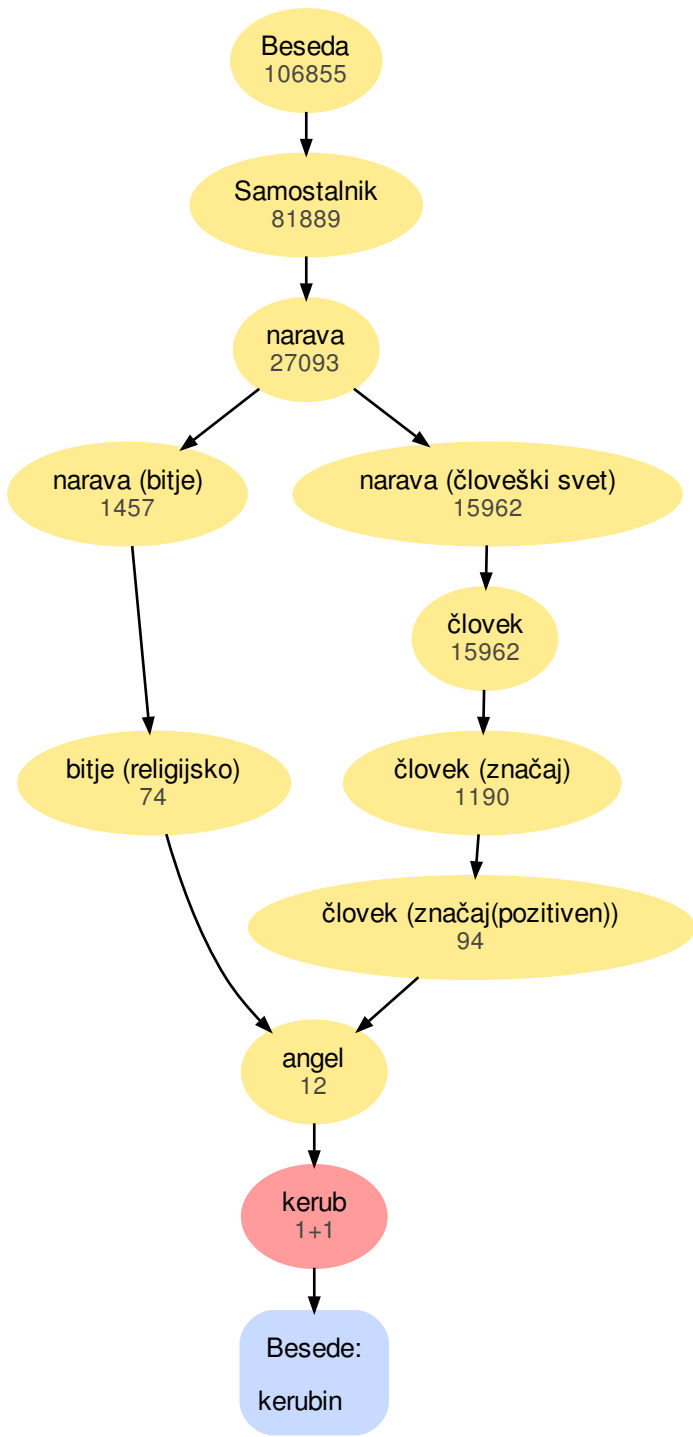 Beseda
106855
Samostalnik
81889
narava
27093
narava (bitje)
1457
narava (človeški svet)
15962
človek
15962
bitje (religijsko)
74
človek (značaj)
1190
človek (značaj(pozitiven))
94
angel
12
kerub
1+1
Besede:
kerubin